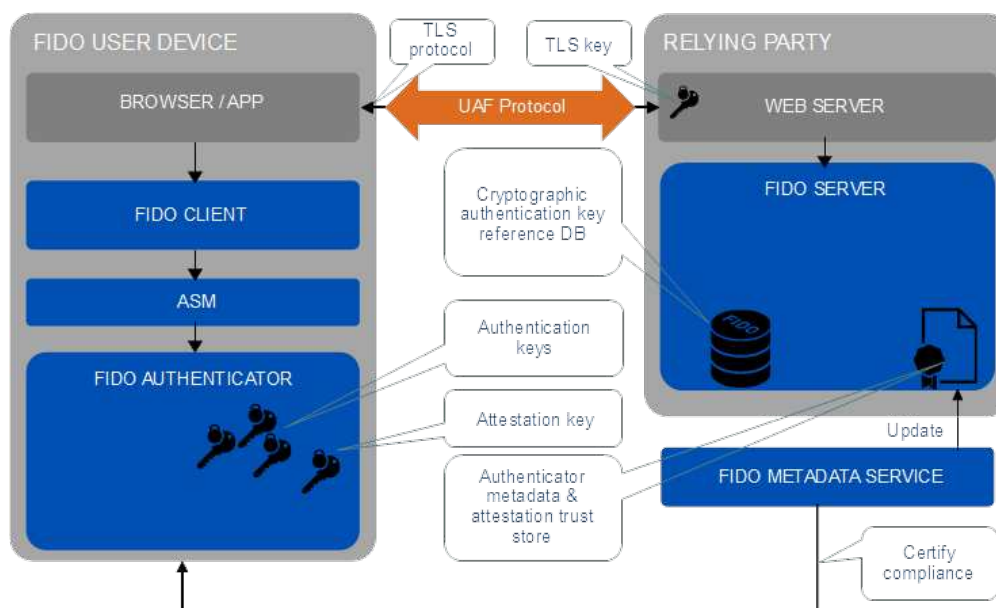 FIDO USER DEVICE
TLS
protocol
TLS key
RELYING PARTY
BROWSER / APP
UAF Protocol
WEB SERVER
FIDO CLIENT
Cryptographic
authentication key
reference DB
FIDO SERVER
ASM
FIDO
Authentication
keys
FIDO AUTHENTICATOR
Attestation key
Update
Authenticator
metadata &
attestation trust
store
FIDO METADATA SERVICE
Certify
compliance